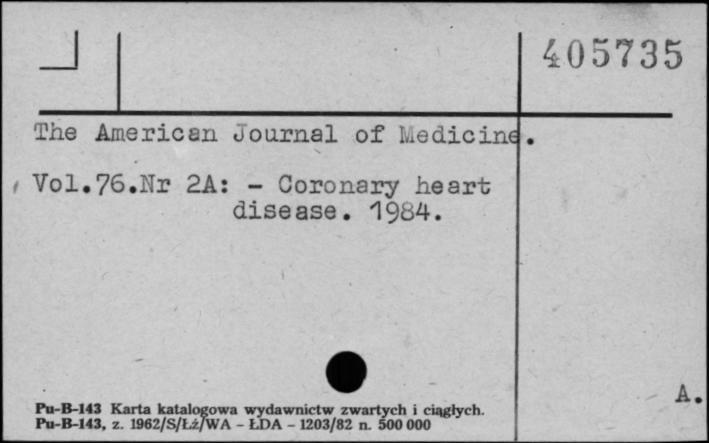 405735
The American Journal of Medicine.
Vol.76.Nr 2A: - Coronary heart
disease. 1984.
A.
Pu-B-143 Karta katalogowa wydawnictw zwartych i ciągłych.
Pu-B-143, z. 1962/S/Łż/WA - ŁDA - 1203/82 n. 500 000